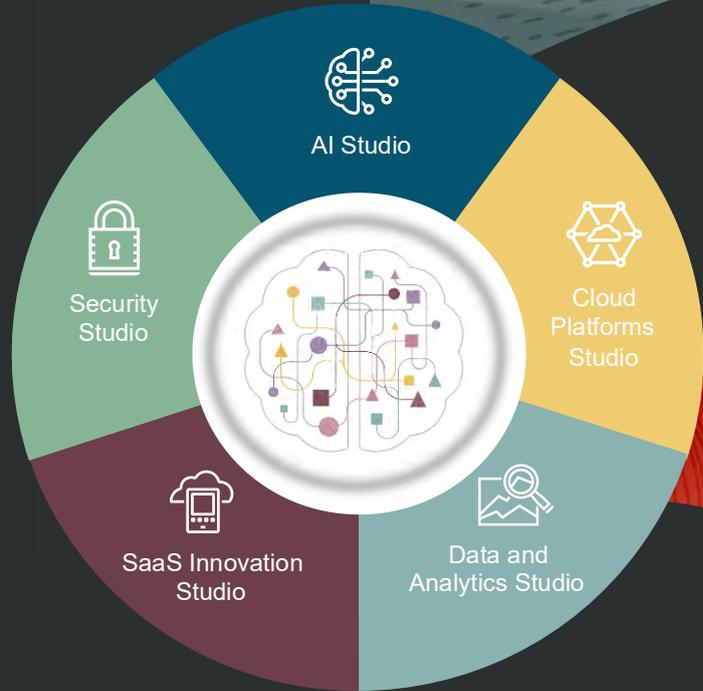 AI Studio
Cloud
Platforms
Studio
Data and
Analytics Studio
SaaS Innovation
Studio
Security
Studio